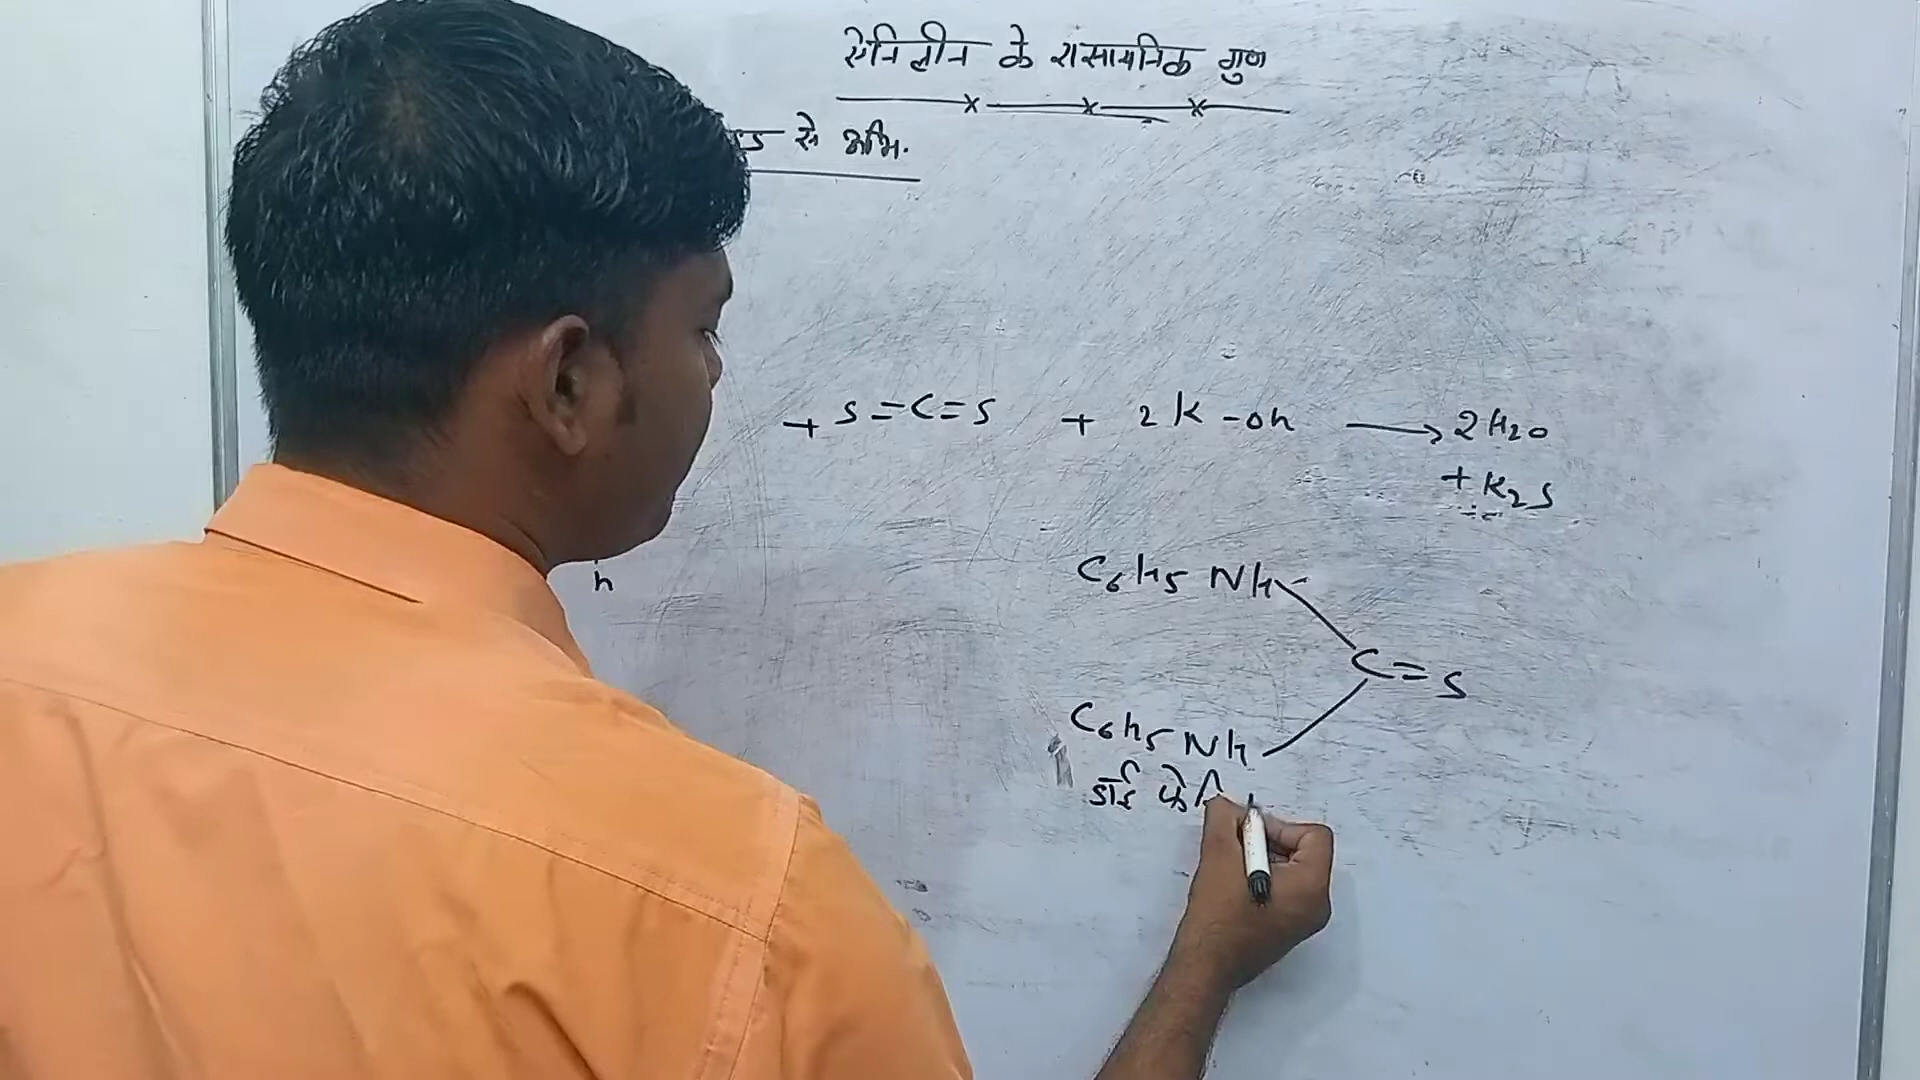 ऐनिलीन के रासायनिक गुण
से अभि.
+ S=C=S + 2K-OH → 2H2O
+ K2S
H
C6H5NH
C=S
C6H5NH
डाई फेनि